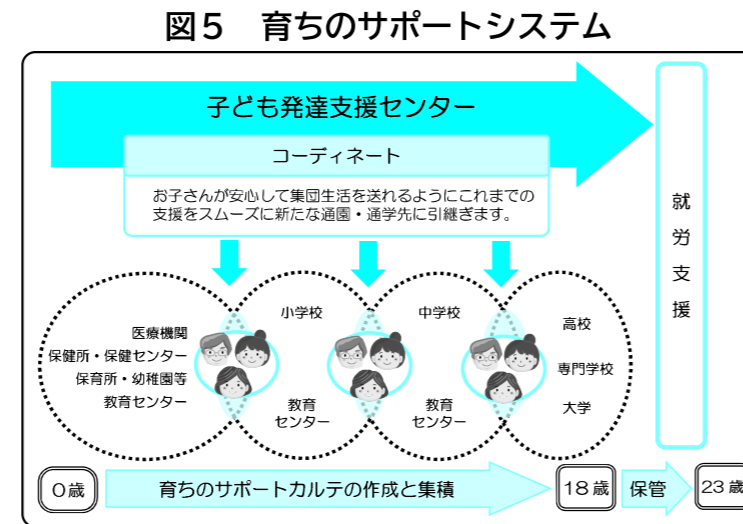 図5　育ちのサポートシステム
子ども発達支援センター
コーディネート
お子さんが安心して集団生活を送れるようにこれまでの
支援をスムーズに新たな通園・通学先に引継ぎます。
就労支援
医療機関
保健所・保健センター
保育所・幼稚園等
教育センター
小学校
教育
センター
中学校
教育
センター
高校
専門学校
大学
0歳
育ちのサポートカルテの作成と集積
18歳
保管
23歳